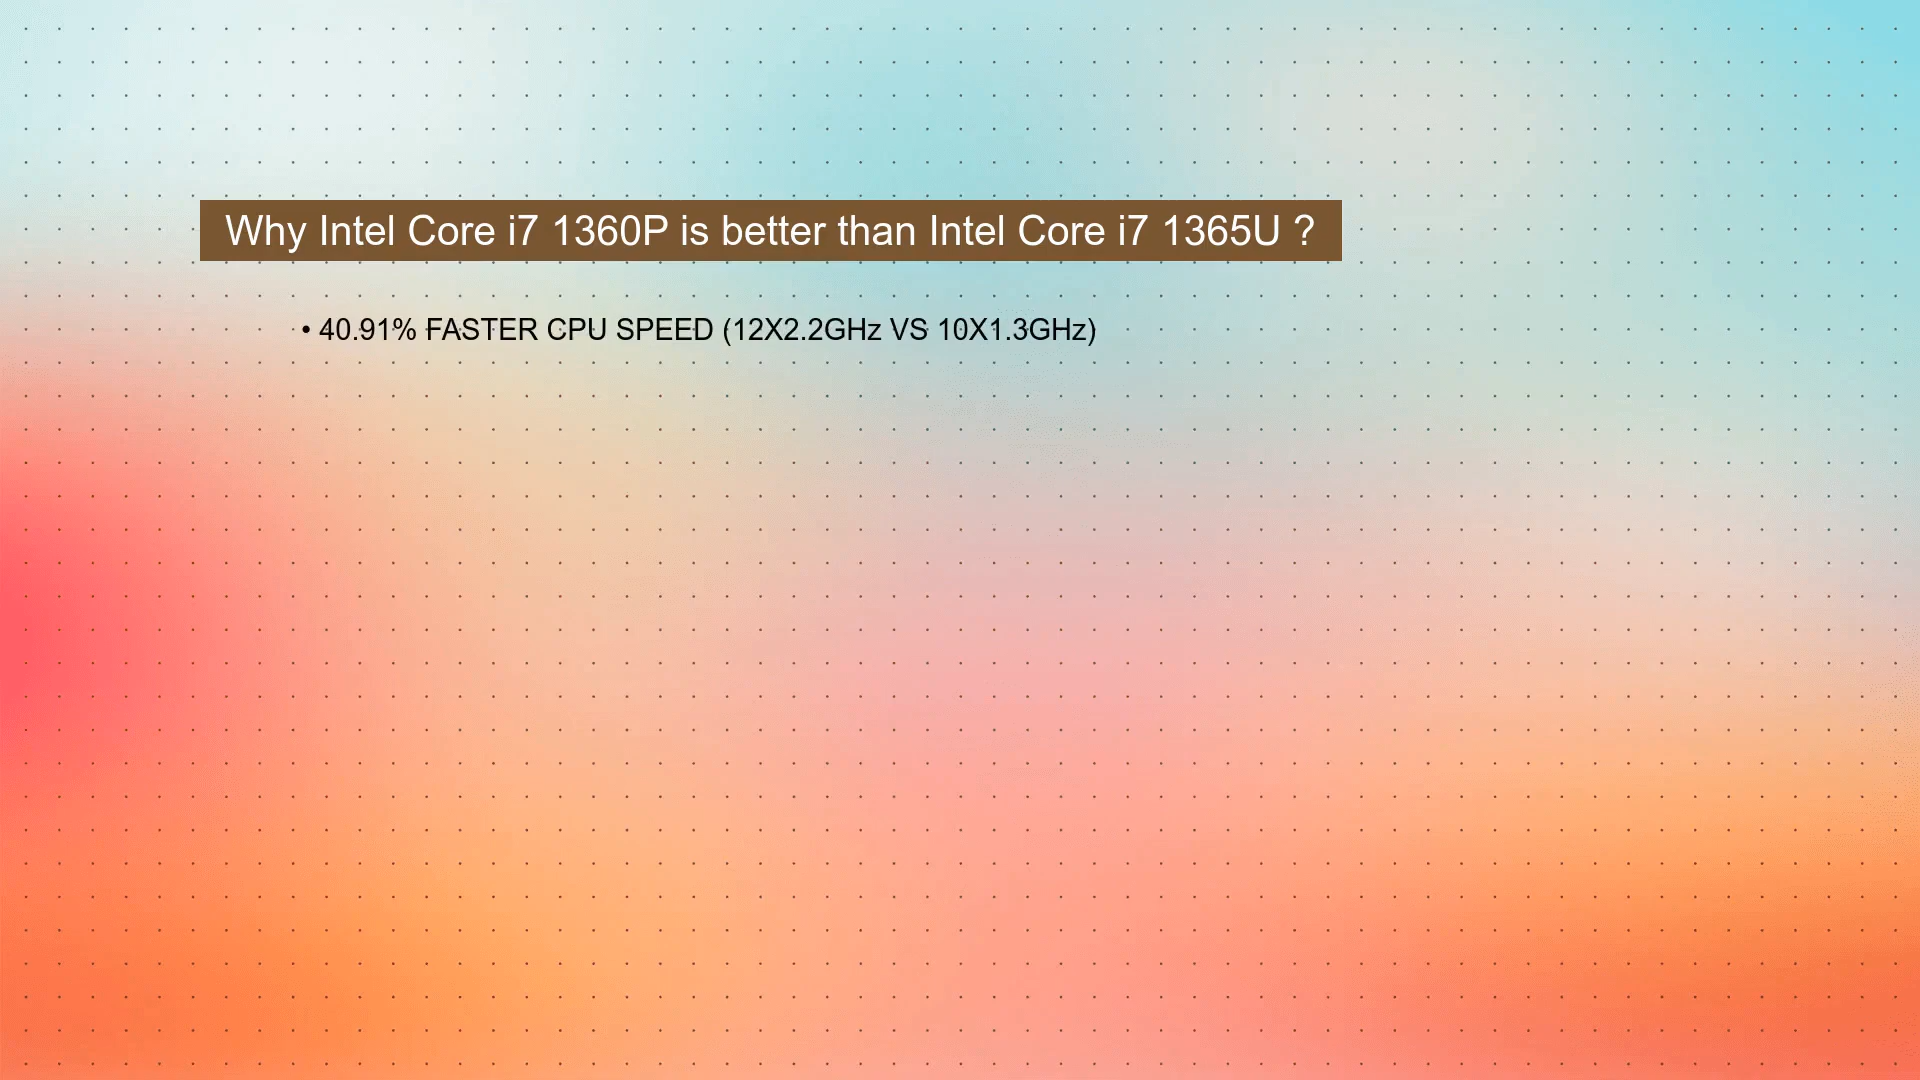 Why Intel Core i7 1360P is better than Intel Core i7 1365U ?
• 40.91% FASTER CPU SPEED (12X2.2GHz VS 10X1.3GHz)